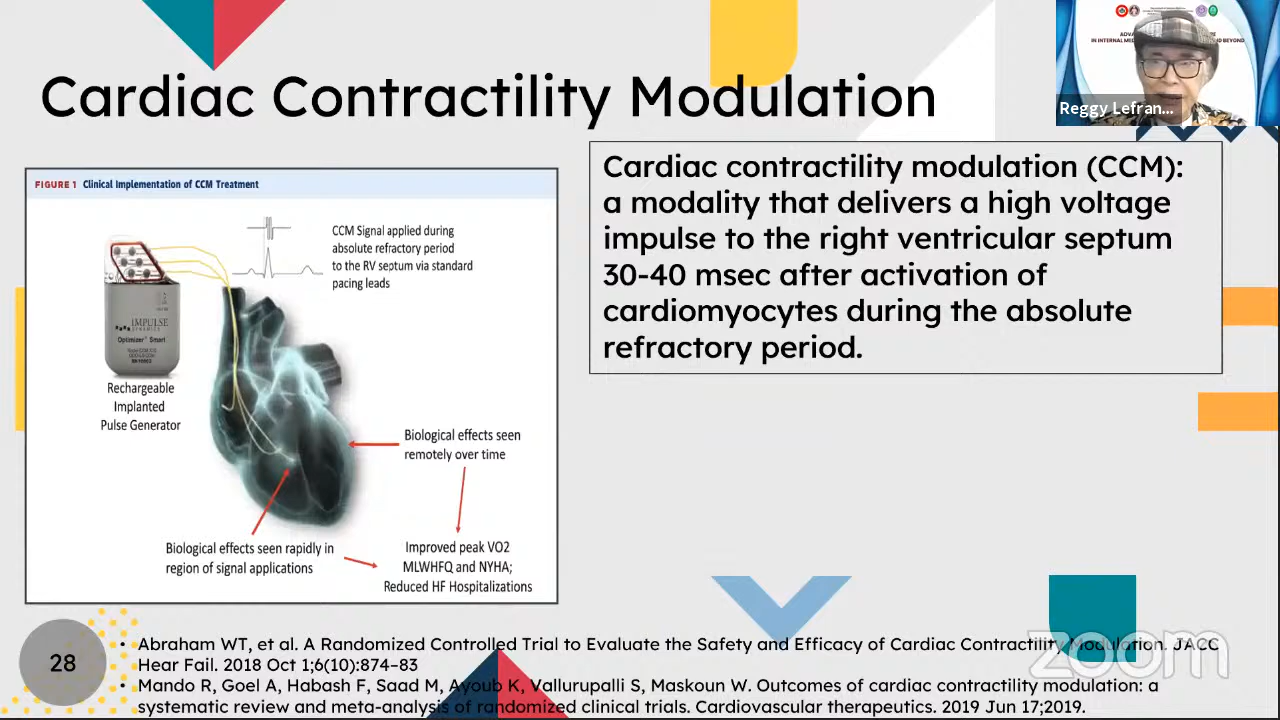 Cardiac Contractility Modulation
Reggy Lefran...
FIGURE 1 Clinical Implementation of CCM Treatment
CCM Signal applied during
absolute refractory period
to the RV septum via standard
pacing leads
IMPULSE
DYNAMICS
Optimizer Smart
Rechargeable
Implanted
Pulse Generator
Biological effects seen
remotely over time
Biological effects seen rapidly in
region of signal applications
Improved peak VO2
MLWHFQ and NYHA;
Reduced HF Hospitalizations
Cardiac contractility modulation (CCM):
a modality that delivers a high voltage
impulse to the right ventricular septum
30-40 msec after activation of
cardiomyocytes during the absolute
refractory period.
28
• Abraham WT, et al. A Randomized Controlled Trial to Evaluate the Safety and Efficacy of Cardiac Contractility Modulation. JACC
Hear Fail. 2018 Oct 1;6(10):874–83
• Mando R, Goel A, Habash F, Saad M, Ayoub K, Vallurupalli S, Maskoun W. Outcomes of cardiac contractility modulation: a
systematic review and meta-analysis of randomized clinical trials. Cardiovascular therapeutics. 2019 Jun 17;2019.
zoom